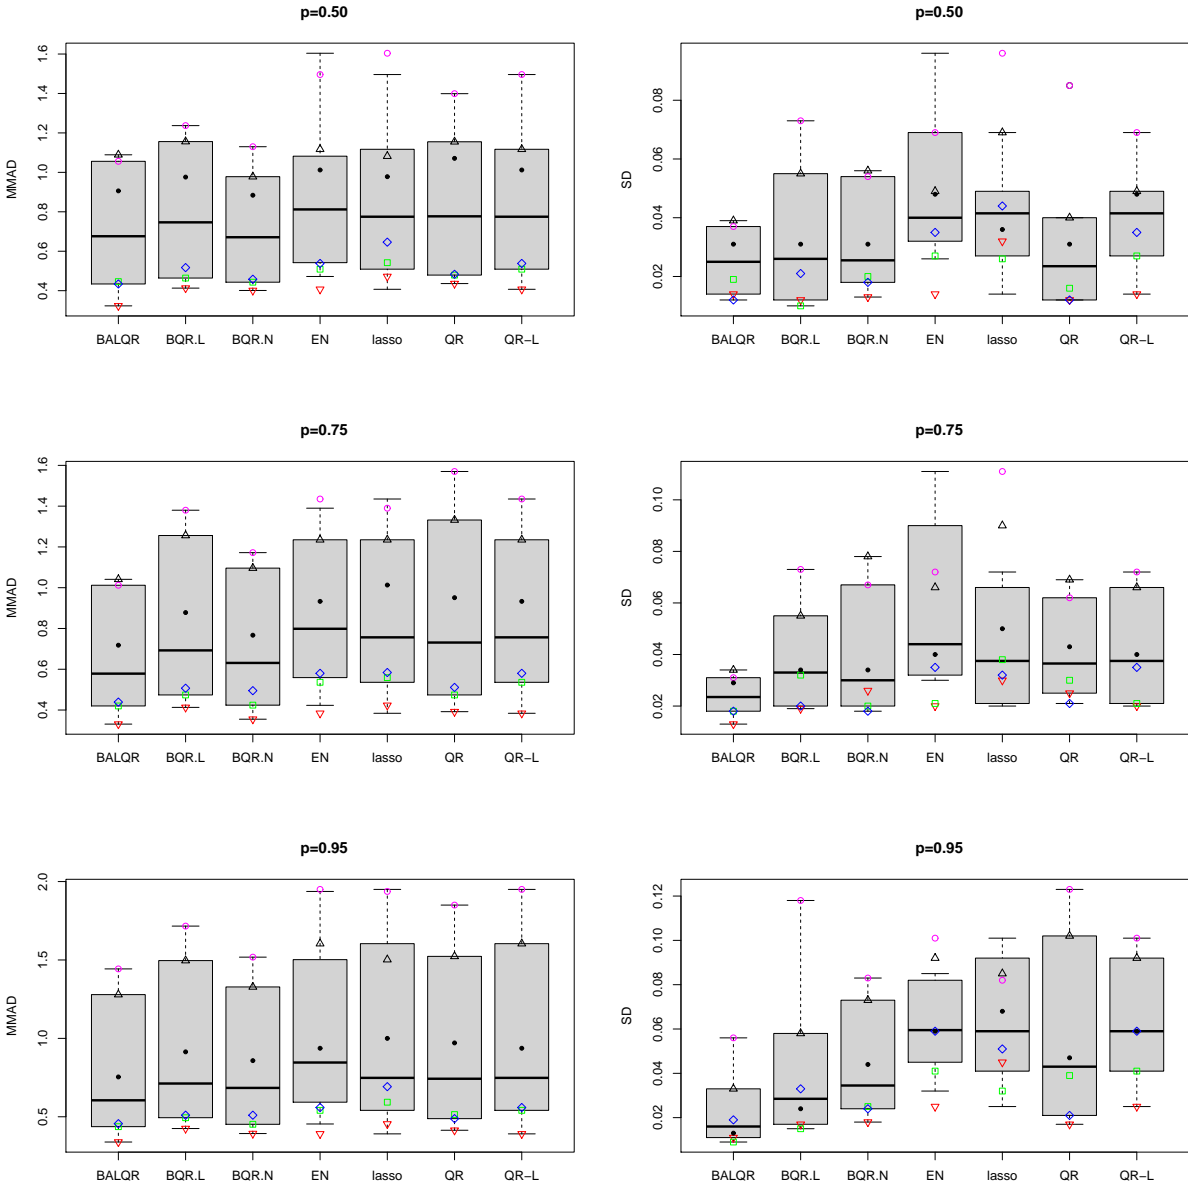 p=0.50
MMAD
1.6
1.4
1.2
1.0
0.8
0.6
0.4
BALQR BQR.L BQR.N EN lasso QR QR−L
p=0.50
SD
0.08
0.06
0.04
0.02
BALQR BQR.L BQR.N EN lasso QR QR−L
p=0.75
MMAD
1.6
1.4
1.2
1.0
0.8
0.6
0.4
BALQR BQR.L BQR.N EN lasso QR QR−L
p=0.75
SD
0.10
0.08
0.06
0.04
0.02
BALQR BQR.L BQR.N EN lasso QR QR−L
p=0.95
MMAD
2.0
1.5
1.0
0.5
BALQR BQR.L BQR.N EN lasso QR QR−L
p=0.95
SD
0.12
0.10
0.08
0.06
0.04
0.02
BALQR BQR.L BQR.N EN lasso QR QR−L